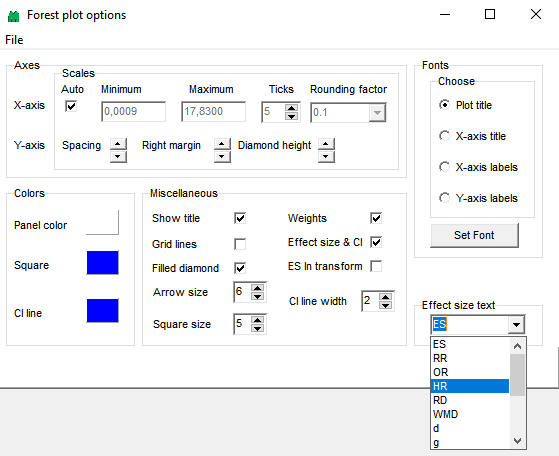 Forest plot options
File
Axes
Scales
Auto Minimum Maximum Ticks Rounding factor
X-axis 0,0009 17,8300 5 0.1
Y-axis Spacing Right margin Diamond height
Fonts
Choose
Plot title
X-axis title
X-axis labels
Y-axis labels
Set Font
Colors
Panel color
Square
CI line
Miscellaneous
Show title Weights
Grid lines Effect size & CI
Filled diamond ES ln transform
Arrow size 6 CI line width 2
Square size 5
Effect size text
ES
ES
RR
OR
HR
RD
WMD
d
g